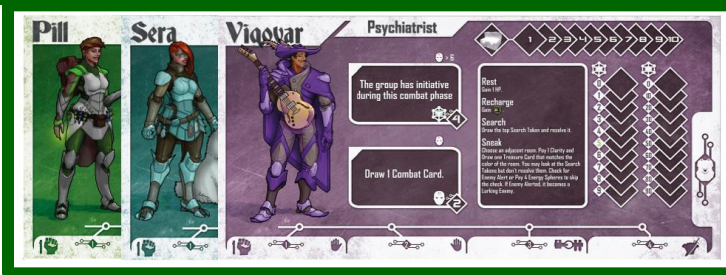 Pill
Sera
Vigovar
Psychiatrist
1 2 3 4 5 6 7 8 9 10
> 6
The group has initiative
during this combat phase
4
Draw 1 Combat Card.
2
Rest
Gain 1 HP.
Recharge
Gain
Search
Draw the top Search Token and resolve it.
Sneak
Choose an adjacent room. Pay 1 Clarity and
Draw one Treasure Card that matches the
color of the room. You may look at the Search
Tokens but don't resolve them. Check for
Enemy Alert or Pay 4 Energy Spheres to skip
the check. If Enemy Alerted, it becomes a
Lurking Enemy.